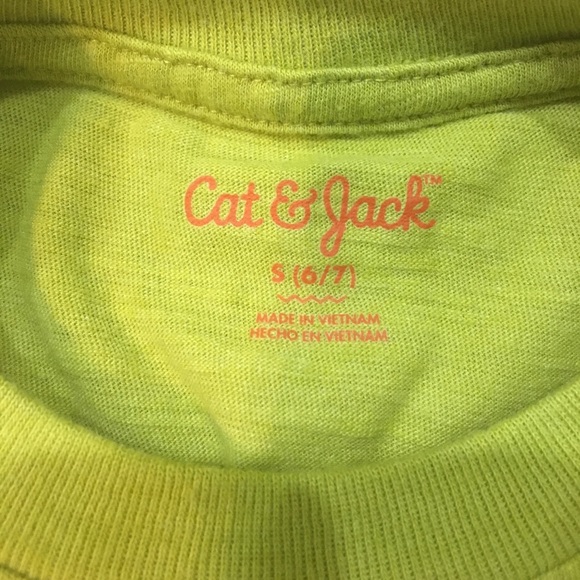 Cat & Jack™
S (6/7)
MADE IN VIETNAM
HECHO EN VIETNAM